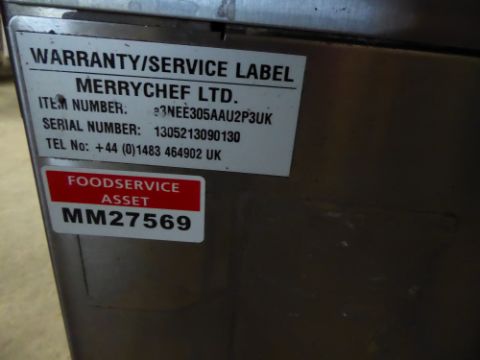 WARRANTY/SERVICE LABEL
MERRYCHEF LTD.
ITEM NUMBER: e3NEE305AAU2P3UK
SERIAL NUMBER: 1305213090130
TEL No: +44 (0)1483 464902 UK
FOODSERVICE
ASSET
MM27569